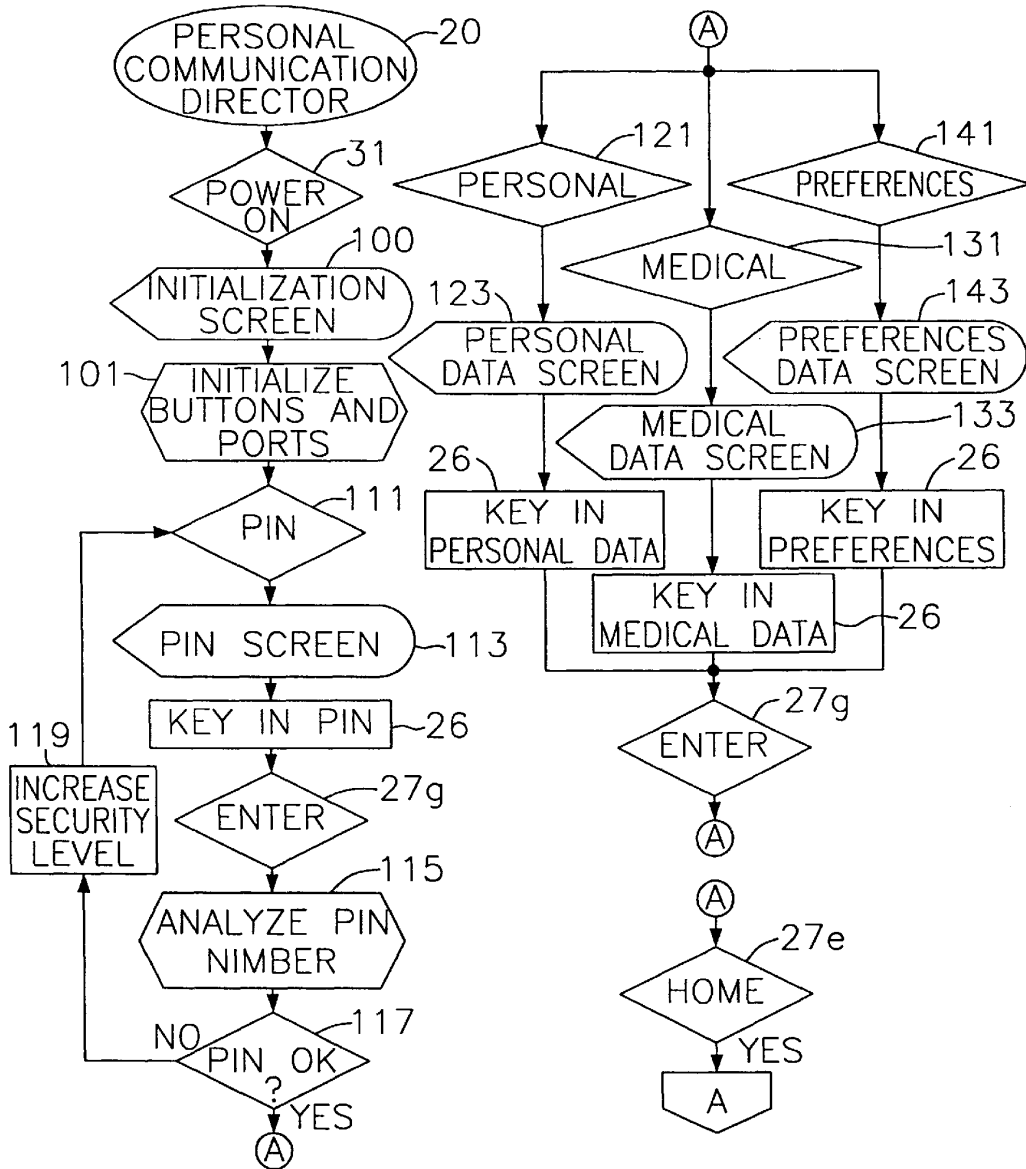 PERSONAL
COMMUNICATION
DIRECTOR
20
POWER
ON
31
INITIALIZATION
SCREEN
100
INITIALIZE
BUTTONS AND
PORTS
101
PIN
111
PIN SCREEN
113
KEY IN PIN
26
ENTER
27g
ANALYZE PIN
NIMBER
115
PIN OK
?
117
NO
YES
A
119
INCREASE
SECURITY
LEVEL
A
PERSONAL
121
MEDICAL
131
PREFERENCES
141
PERSONAL
DATA SCREEN
123
MEDICAL
DATA SCREEN
133
PREFERENCES
DATA SCREEN
143
KEY IN
PERSONAL DATA
26
KEY IN
MEDICAL DATA
26
KEY IN
PREFERENCES
26
ENTER
27g
A
A
HOME
27e
YES
A